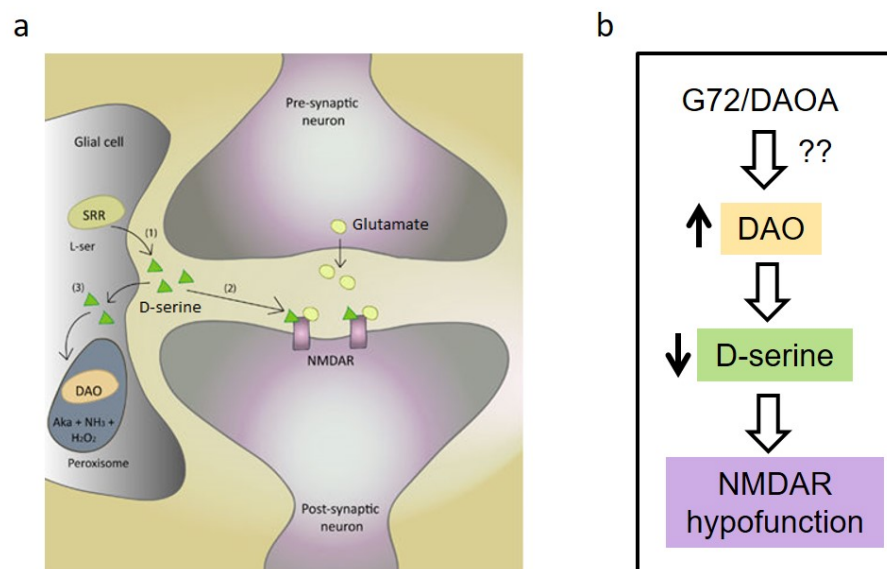 a
Pre-synaptic
neuron
Glial cell
SRR
Glutamate
L-ser
(1)
(3)
D-serine
(2)
NMDAR
DAO
Aka + NH₃ +
H₂O₂
Peroxisome
Post-synaptic
neuron
b
G72/DAOA
??
DAO
D-serine
NMDAR
hypofunction